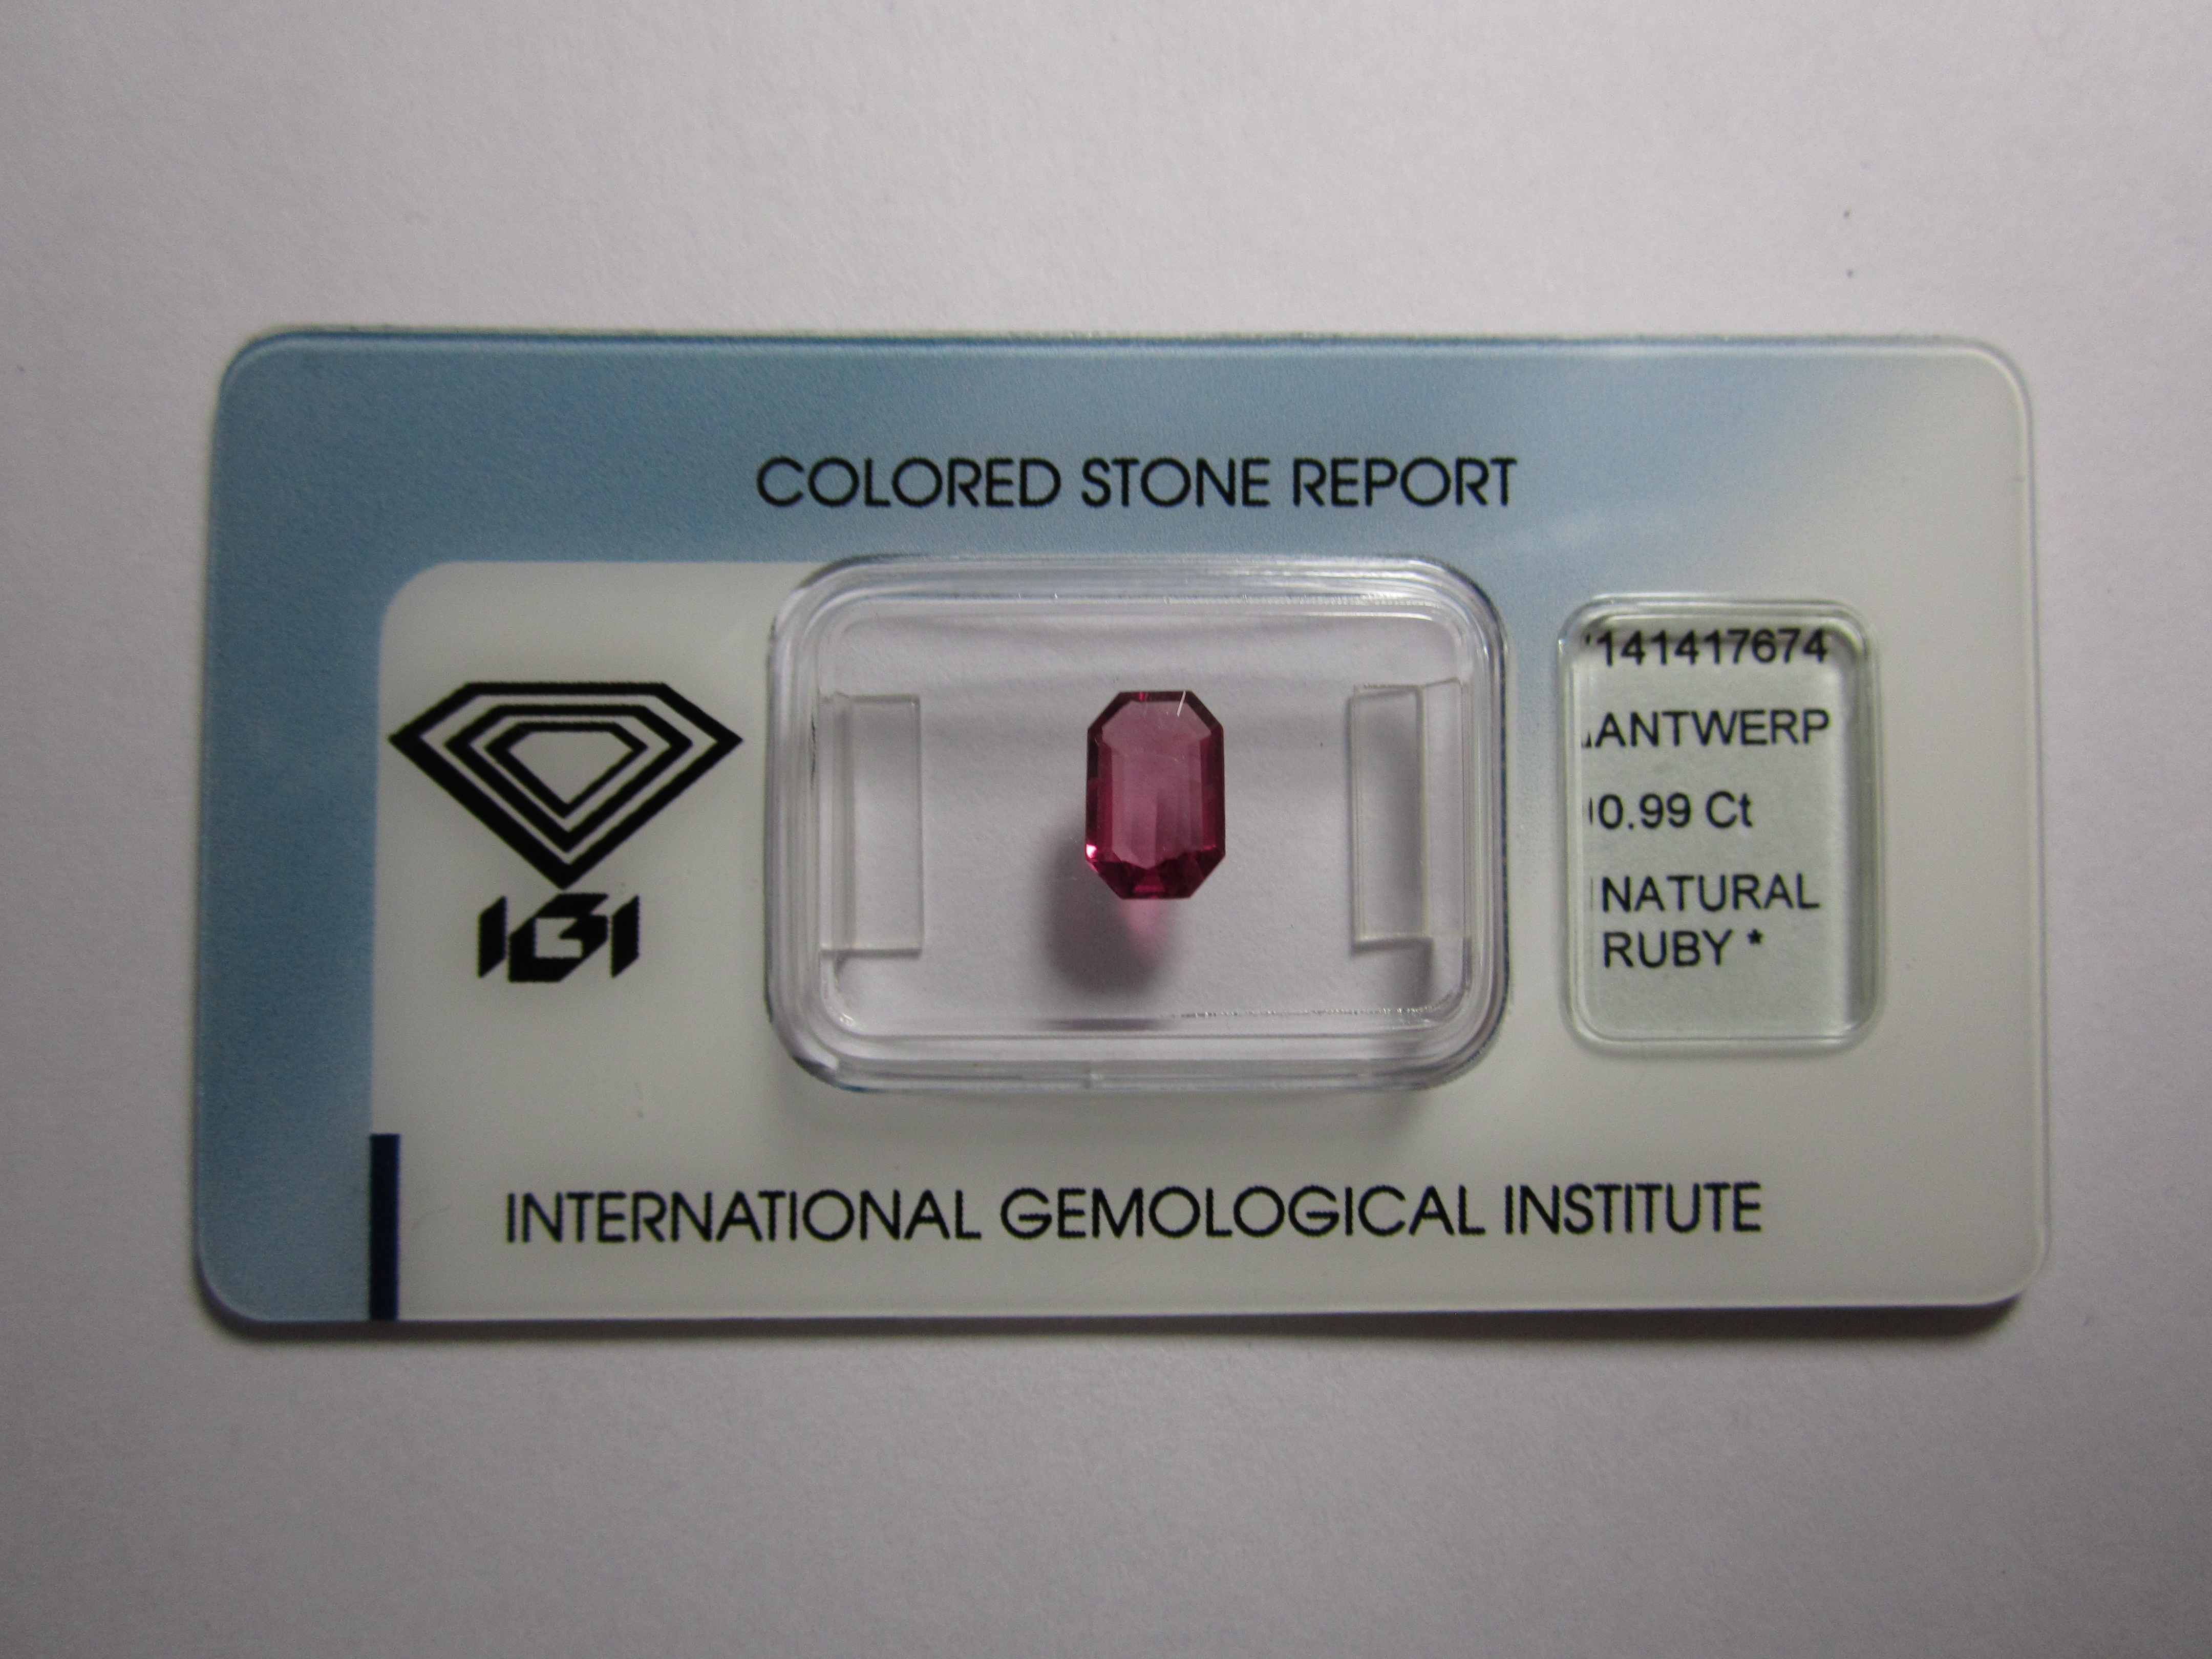 COLORED STONE REPORT
141417674
ANTWERP
0.99 Ct
NATURAL
RUBY *
IGI
INTERNATIONAL GEMOLOGICAL INSTITUTE